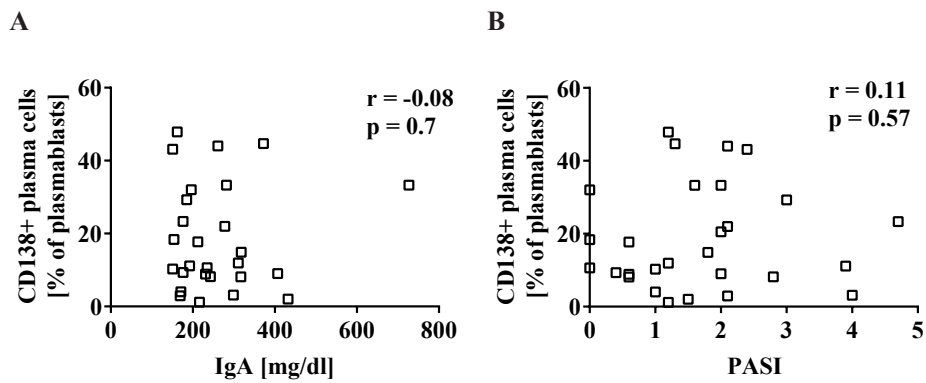 A
CD138+ plasma cells
[% of plasmablasts]
60
40
20
0
r = -0.08
p = 0.7
0
200
400
600
800
IgA [mg/dl]
B
CD138+ plasma cells
[% of plasmablasts]
60
40
20
0
r = 0.11
p = 0.57
0
1
2
3
4
5
PASI